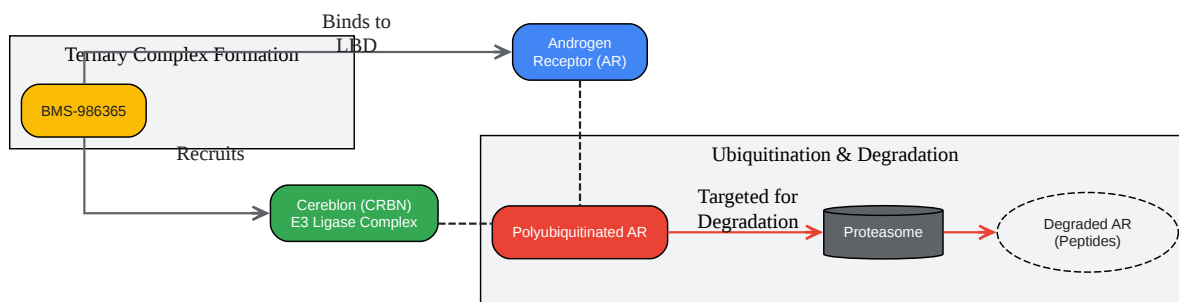 Binds to
LBD
Ternary Complex Formation
Androgen
Receptor (AR)
BMS-986365
Recruits
Ubiquitination & Degradation
Cereblon (CRBN)
E3 Ligase Complex
Polyubiquitinated AR
Targeted for
Degradation
Proteasome
Degraded AR
(Peptides)